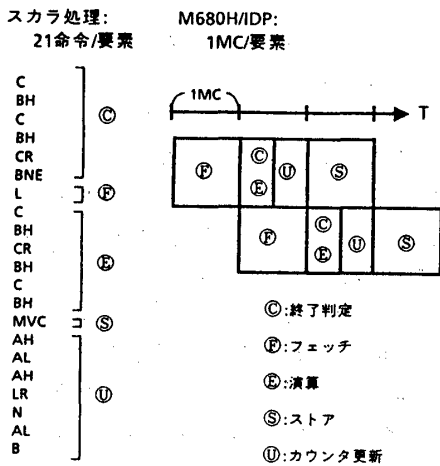 スカラ処理:
21命令/要素
M680H/IDP:
1MC/要素
1MC
T
C
BH
C
BH
CR
BNE
Ⓒ
L
Ⓕ
C
BH
CR
BH
C
BH
Ⓔ
MVC
Ⓢ
AH
AL
AH
LR
N
AL
B
Ⓤ
Ⓕ
Ⓒ
Ⓔ
Ⓤ
Ⓢ
Ⓕ
Ⓒ
Ⓔ
Ⓤ
Ⓢ
Ⓒ:終了判定
Ⓕ:フェッチ
Ⓔ:演算
Ⓢ:ストア
Ⓤ:カウンタ更新